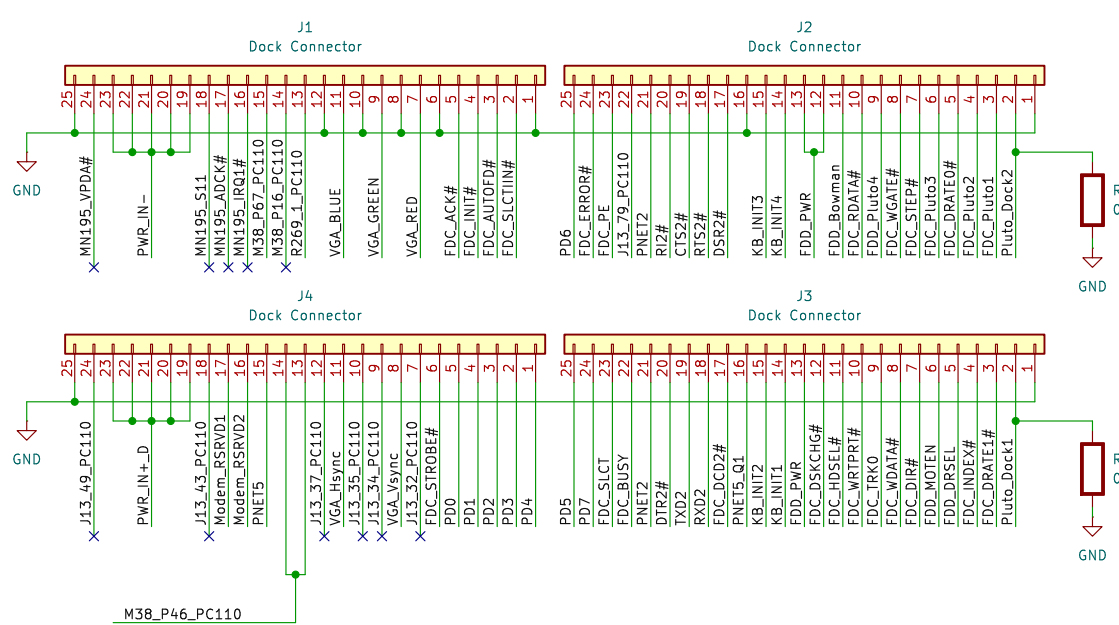 J1
Dock Connector
J2
Dock Connector
25 24 23 22 21 20 19 18 17 16 15 14 13 12 11 10 9 8 7 6 5 4 3 2 1
25 24 23 22 21 20 19 18 17 16 15 14 13 12 11 10 9 8 7 6 5 4 3 2 1
GND
MN195_VPDA#
PWR_IN-
MN195_S11
MN195_ADCK#
MN195_IRQ1#
M38_P67_PC110
M38_P16_PC110
R269_1_PC110
VGA_BLUE
VGA_GREEN
VGA_RED
FDC_ACK#
FDC_INIT#
FDC_AUTOFD#
FDC_SLCTIIN#
PD6
FDC_ERROR#
FDC_PE
J13_79_PC110
PNET2
RI2#
CTS2#
RTS2#
DSR2#
KB_INIT3
KB_INIT4
FDD_PWR
FDD_Bowman
FDC_RDATA#
FDD_Pluto4
FDC_WGATE#
FDC_STEP#
FDC_Pluto3
FDC_DRATE0#
FDC_Pluto2
FDC_Pluto1
Pluto_Dock2
GND
J4
Dock Connector
J3
Dock Connector
25 24 23 22 21 20 19 18 17 16 15 14 13 12 11 10 9 8 7 6 5 4 3 2 1
25 24 23 22 21 20 19 18 17 16 15 14 13 12 11 10 9 8 7 6 5 4 3 2 1
GND
J13_49_PC110
PWR_IN+_D
J13_43_PC110
Modem_RSRVD1
Modem_RSRVD2
PNET5
J13_37_PC110
VGA_Hsync
J13_35_PC110
J13_34_PC110
VGA_Vsync
J13_32_PC110
FDC_STROBE#
PD0
PD1
PD2
PD3
PD4
PD5
PD7
FDC_SLCT
FDC_BUSY
PNET2
DTR2#
TXD2
RXD2
FDC_DCD2#
PNET5_Q1
KB_INIT2
KB_INIT1
FDD_PWR
FDC_DSKCHG#
FDC_HDSEL#
FDC_WRTPRT#
FDC_TRK0
FDC_WDATA#
FDC_DIR#
FDD_MOTEN
FDD_DRSEL
FDC_INDEX#
FDC_DRATE1#
Pluto_Dock1
GND
M38_P46_PC110